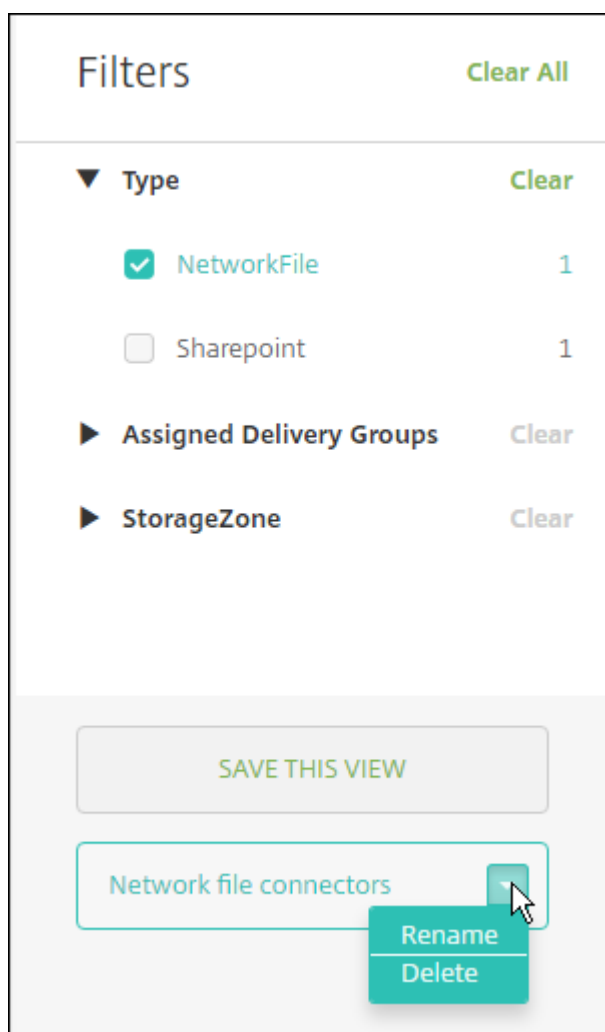 Filters Clear All
Type Clear
NetworkFile 1
Sharepoint 1
Assigned Delivery Groups Clear
StorageZone Clear
SAVE THIS VIEW
Network file connectors
Rename
Delete